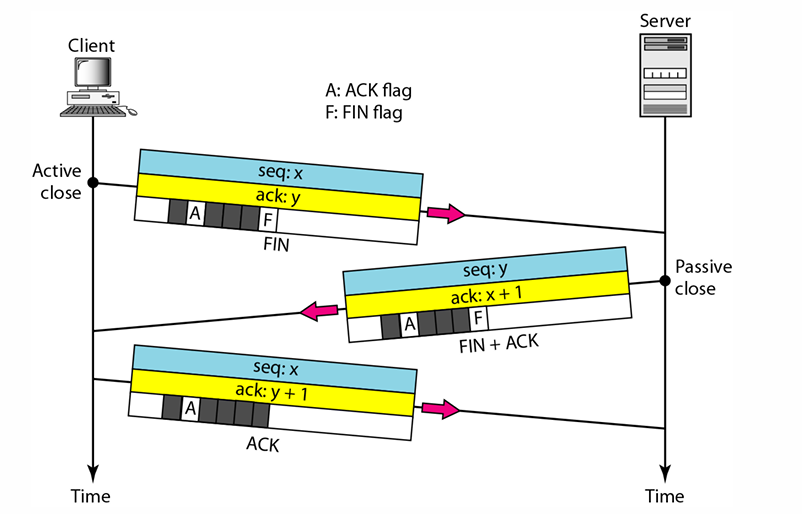 Server
Client
A: ACK flag
F: FIN flag
Active
close
seq: x
ack: y
A F
FIN
Passive
close
seq: y
ack: x + 1
A F
FIN + ACK
seq: x
ack: y + 1
A
ACK
Time
Time